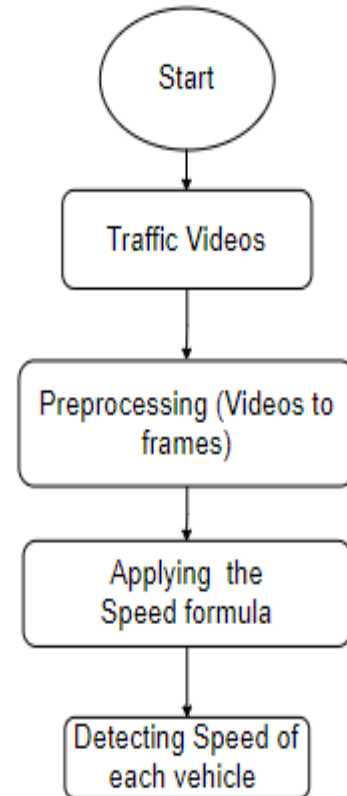 Start
Traffic Videos
Preprocessing (Videos to
frames)
Applying the
Speed formula
Detecting Speed of
each vehicle